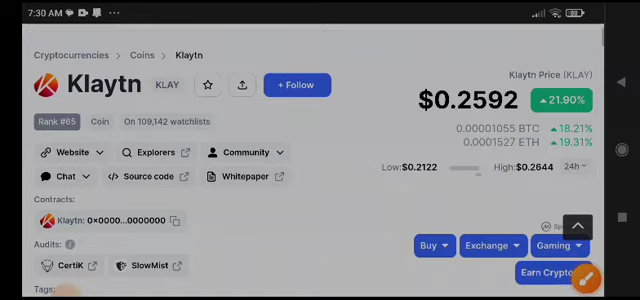 7:30 AM
Cryptocurrencies > Coins > Klaytn
Klaytn KLAY + Follow
Klaytn Price (KLAY)
$0.2592 21.90%
Rank #65 Coin On 109,142 watchlists
0.00001055 BTC 18.21%
0.0001527 ETH 19.31%
Website Explorers Community
Low:$0.2122 High:$0.2644 24h
Chat Source code Whitepaper
Contracts:
Klaytn: 0x0000...0000000
Audits:
Buy Exchange Gaming
CertiK SlowMist
Earn Crypto
Tags: